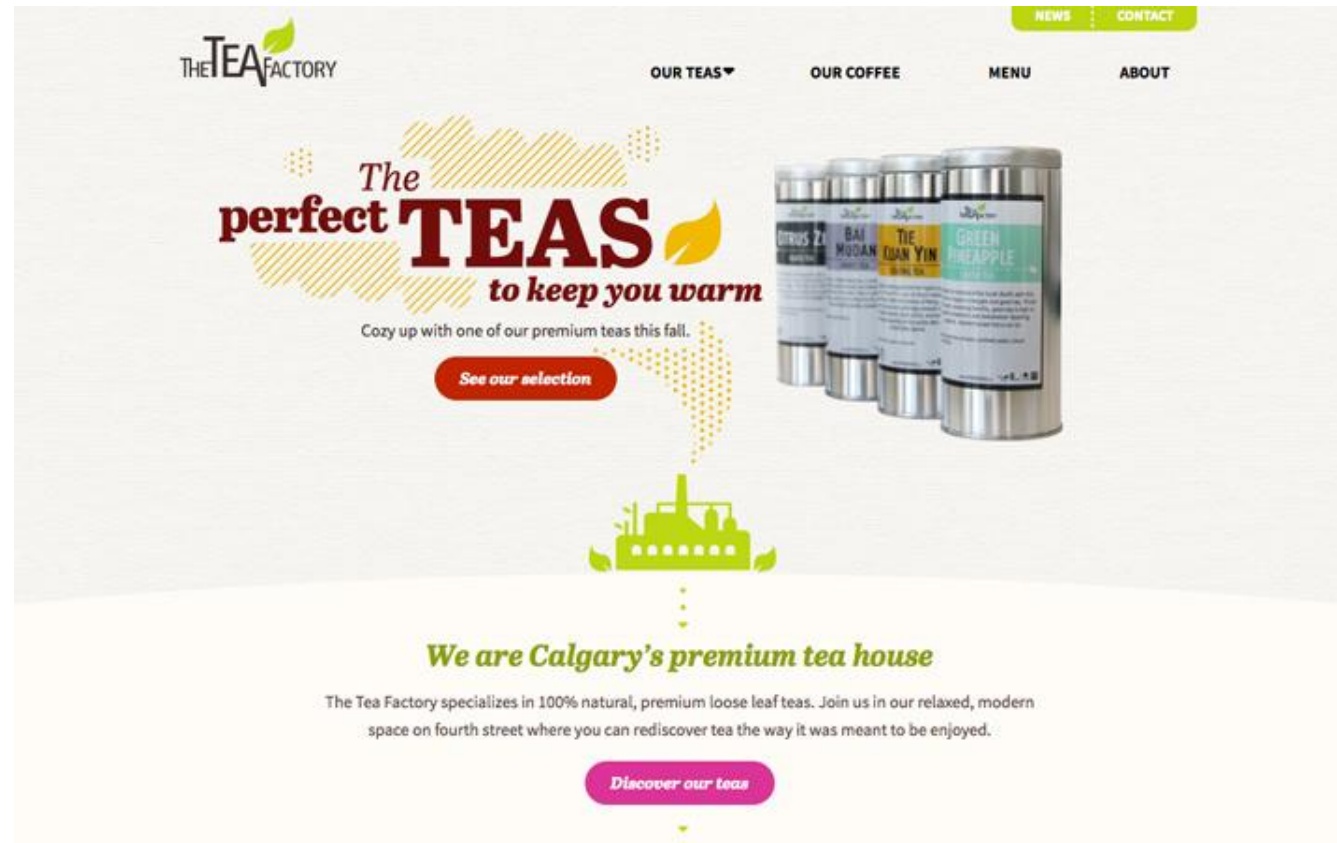 NEWS
CONTACT
THE TEA FACTORY
OUR TEAS
OUR COFFEE
MENU
ABOUT
The
perfect TEAS
to keep you warm
Cozy up with one of our premium teas this fall.
See our selection
CITRUS
BAI
MUDAN
TIE
KUAN YIN
GREEN
PINEAPPLE
We are Calgary's premium tea house
The Tea Factory specializes in 100% natural, premium loose leaf teas. Join us in our relaxed, modern
space on fourth street where you can rediscover tea the way it was meant to be enjoyed.
Discover our teas